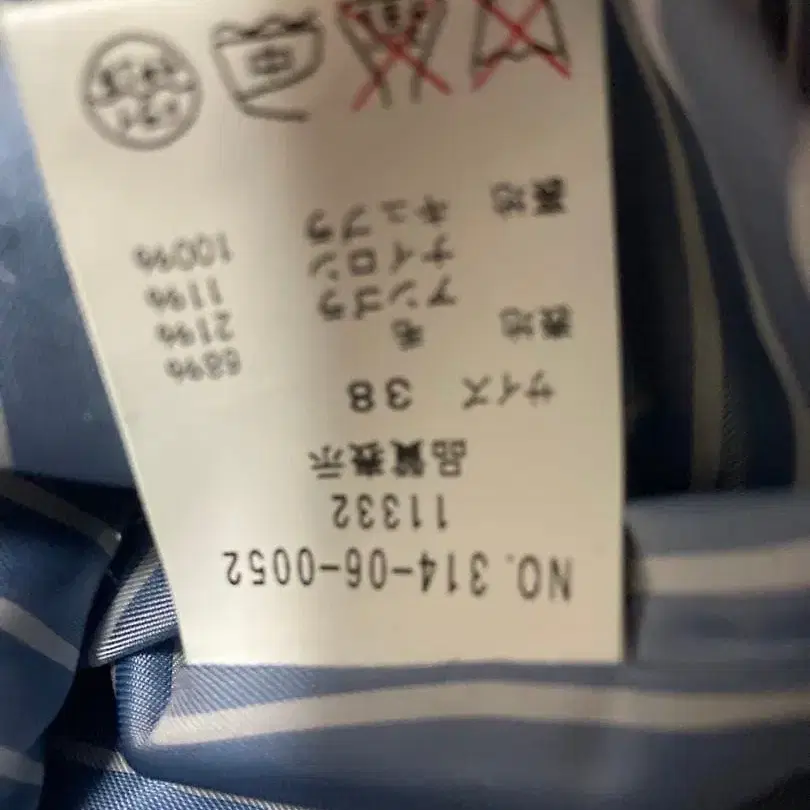 NO. 314-06-0052
11332
品質表示
サイズ 38
表地 毛 68%
アンゴラ 21%
ナイロン 11%
裏地 キュプラ 100%
中